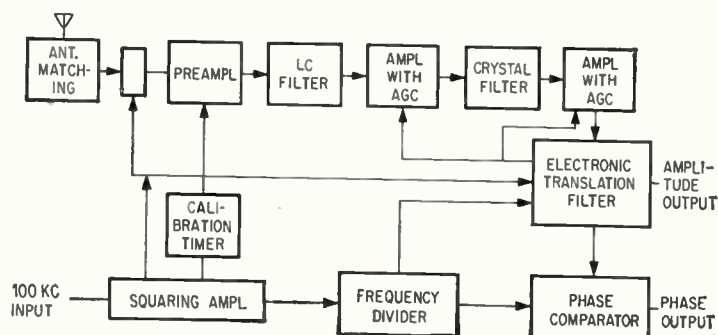 ANT.
MATCH-
ING
PREAMPL
LC
FILTER
AMPL
WITH
AGC
CRYSTAL
FILTER
AMPL
WITH
AGC
ELECTRONIC
TRANSLATION
FILTER
AMPLI-
TUDE
OUTPUT
CALI-
BRATION
TIMER
100 KC
INPUT
SQUARING AMPL
FREQUENCY
DIVIDER
PHASE
COMPARATOR
PHASE
OUTPUT